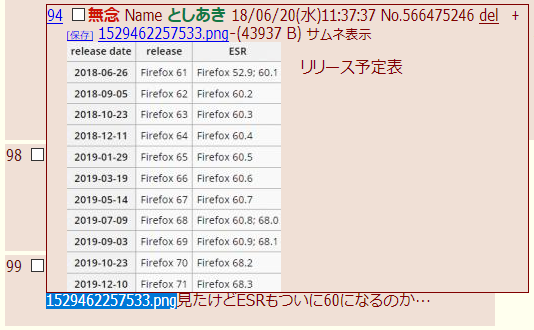 94 無念 Name としあき 18/06/20(水)11:37:37 No.566475246 del +
[保存] 1529462257533.png-(43937 B) サムネ表示
release date release ESR
2018-06-26 Firefox 61 Firefox 52.9; 60.1
2018-09-05 Firefox 62 Firefox 60.2
2018-10-23 Firefox 63 Firefox 60.3
2018-12-11 Firefox 64 Firefox 60.4
2019-01-29 Firefox 65 Firefox 60.5
2019-03-19 Firefox 66 Firefox 60.6
2019-05-14 Firefox 67 Firefox 60.7
2019-07-09 Firefox 68 Firefox 60.8; 68.0
2019-09-03 Firefox 69 Firefox 60.9; 68.1
2019-10-23 Firefox 70 Firefox 68.2
2019-12-10 Firefox 71 Firefox 68.3
リリース予定表
98
99
1529462257533.png見たけどESRもついに60になるのか…